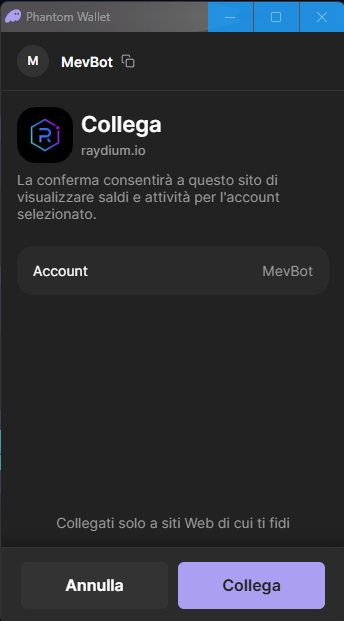 Phantom Wallet
M MevBot
Collega
raydium.io
La conferma consentirà a questo sito di
visualizzare saldi e attività per l'account
selezionato.
Account MevBot
Collegati solo a siti Web di cui ti fidi
Annulla Collega